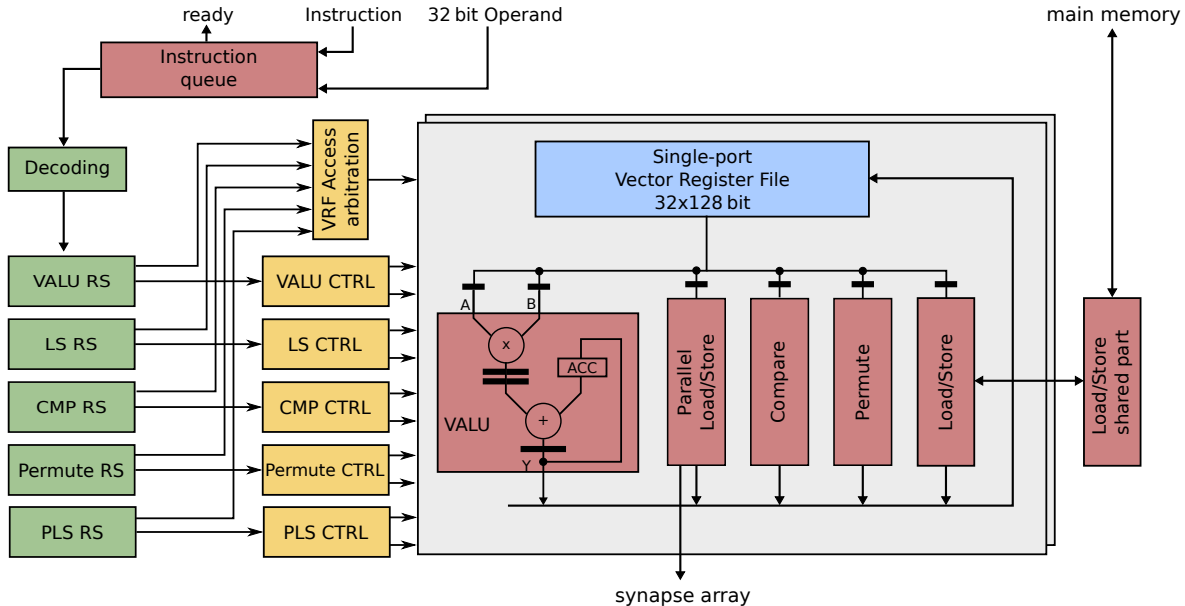 ready
Instruction
32 bit Operand
main memory
Instruction
queue
Decoding
VRF Access
arbitration
Single-port
Vector Register File
32x128 bit
VALU RS
VALU CTRL
LS RS
LS CTRL
CMP RS
CMP CTRL
Permute RS
Permute CTRL
PLS RS
PLS CTRL
A
B
x
ACC
+
VALU
Y
Parallel
Load/Store
Compare
Permute
Load/Store
Load/Store
shared part
synapse array